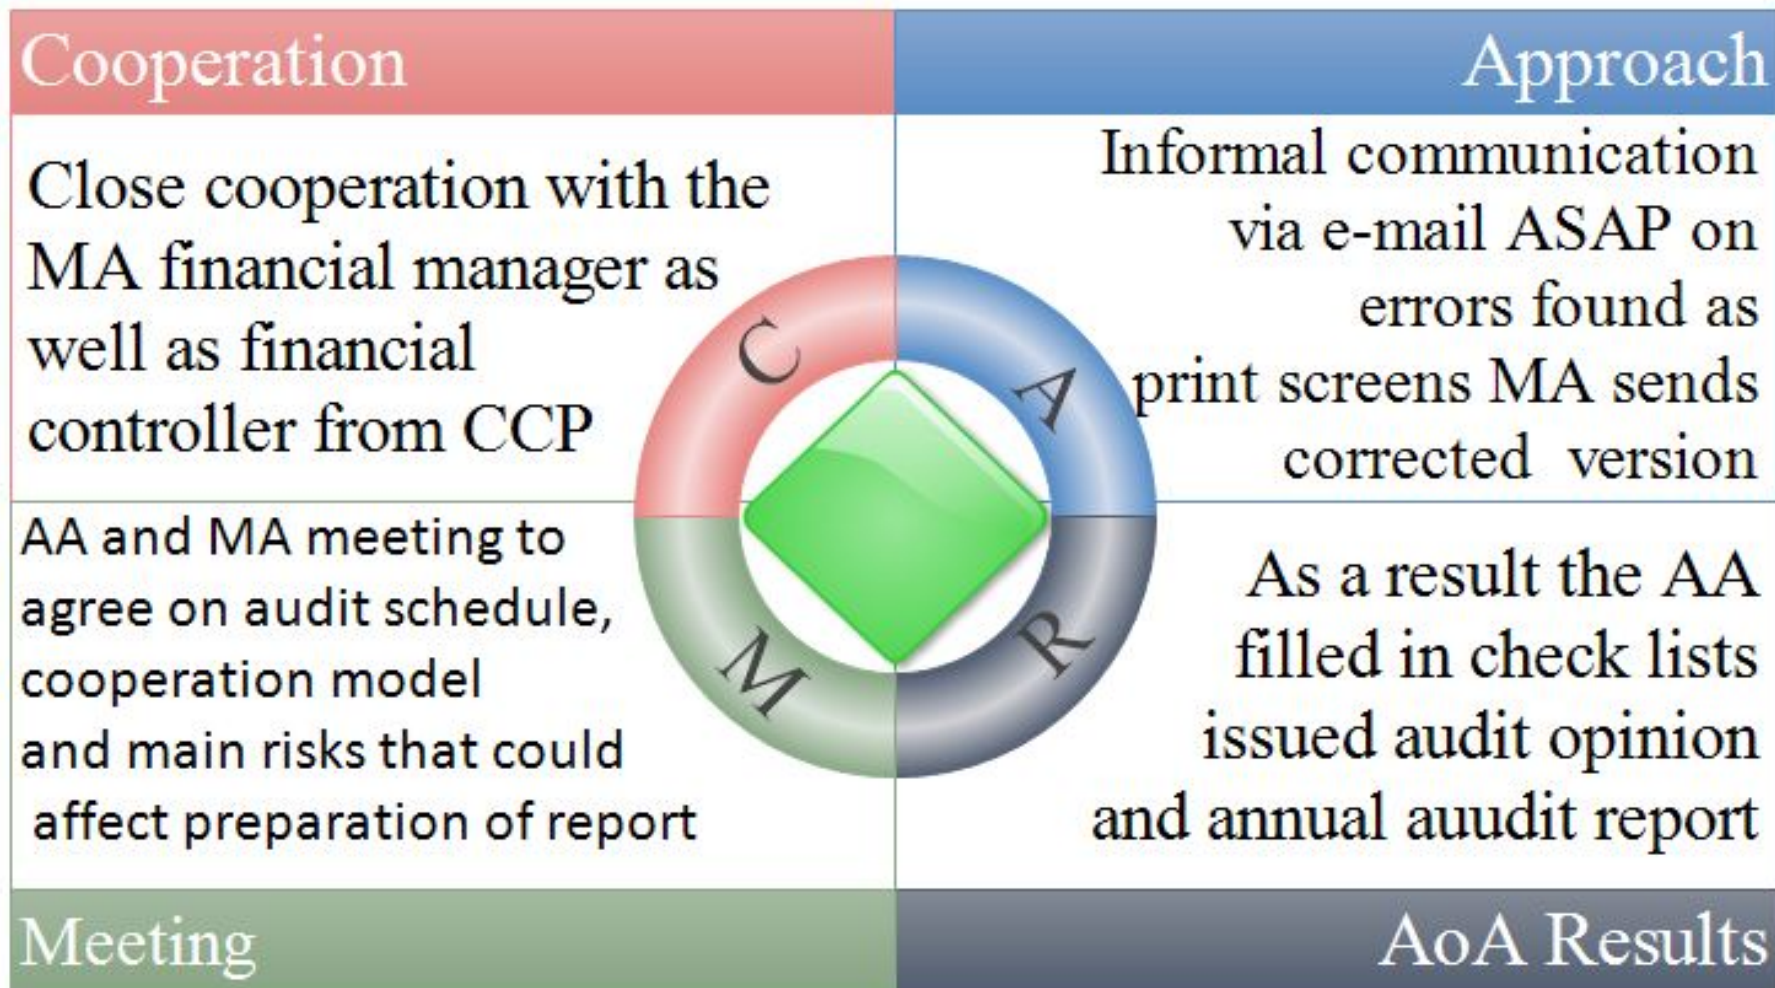 Cooperation
Close cooperation with the
MA financial manager as
well as financial
controller from CCP
Approach
Informal communication
via e-mail ASAP on
errors found as
print screens MA sends
corrected version
C
A
M
R
AA and MA meeting to
agree on audit schedule,
cooperation model
and main risks that could
affect preparation of report
Meeting
As a result the AA
filled in check lists
issued audit opinion
and annual auudit report
AoA Results